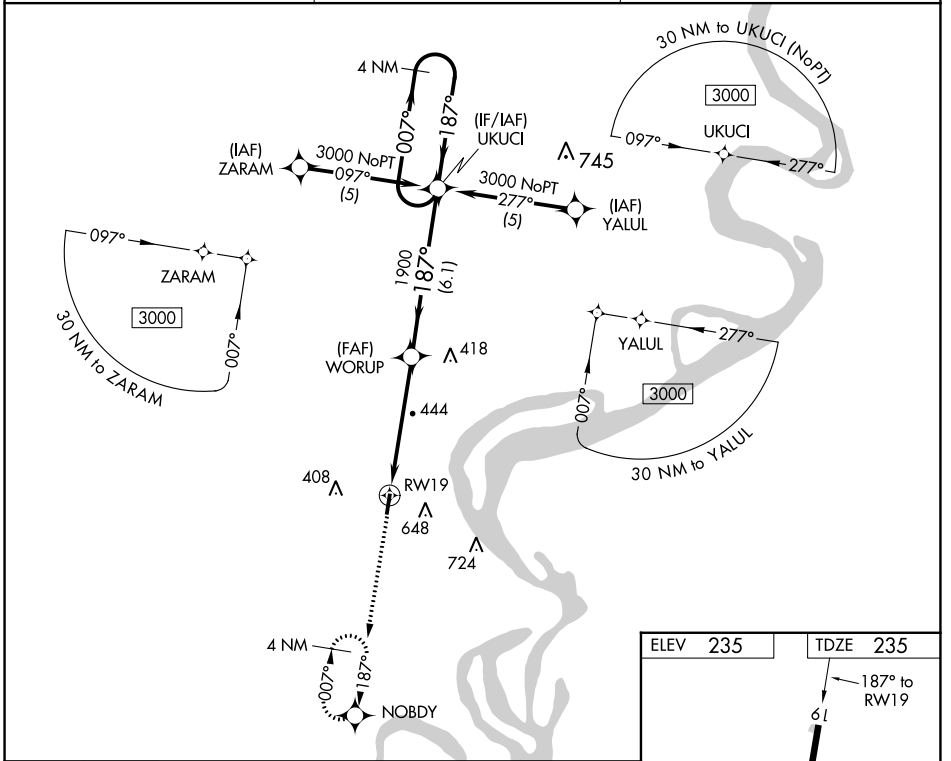 4 NM
187°
007°
(IF/IAF)
UKUCI
(IAF)
ZARAM
3000 NoPT
097°
(5)
745
3000 NoPT
277°
(5)
(IAF)
YALUL
30 NM to UKUCI (NoPT)
3000
UKUCI
097°
277°
097°
ZARAM
3000
007°
30 NM to ZARAM
1900
187°
(6.1)
(FAF)
WORUP
418
444
YALUL
277°
3000
007°
30 NM to YALUL
408
RW19
648
724
4 NM
007°
187°
NOBDY
ELEV 235
TDZE 235
187° to
RW19
19